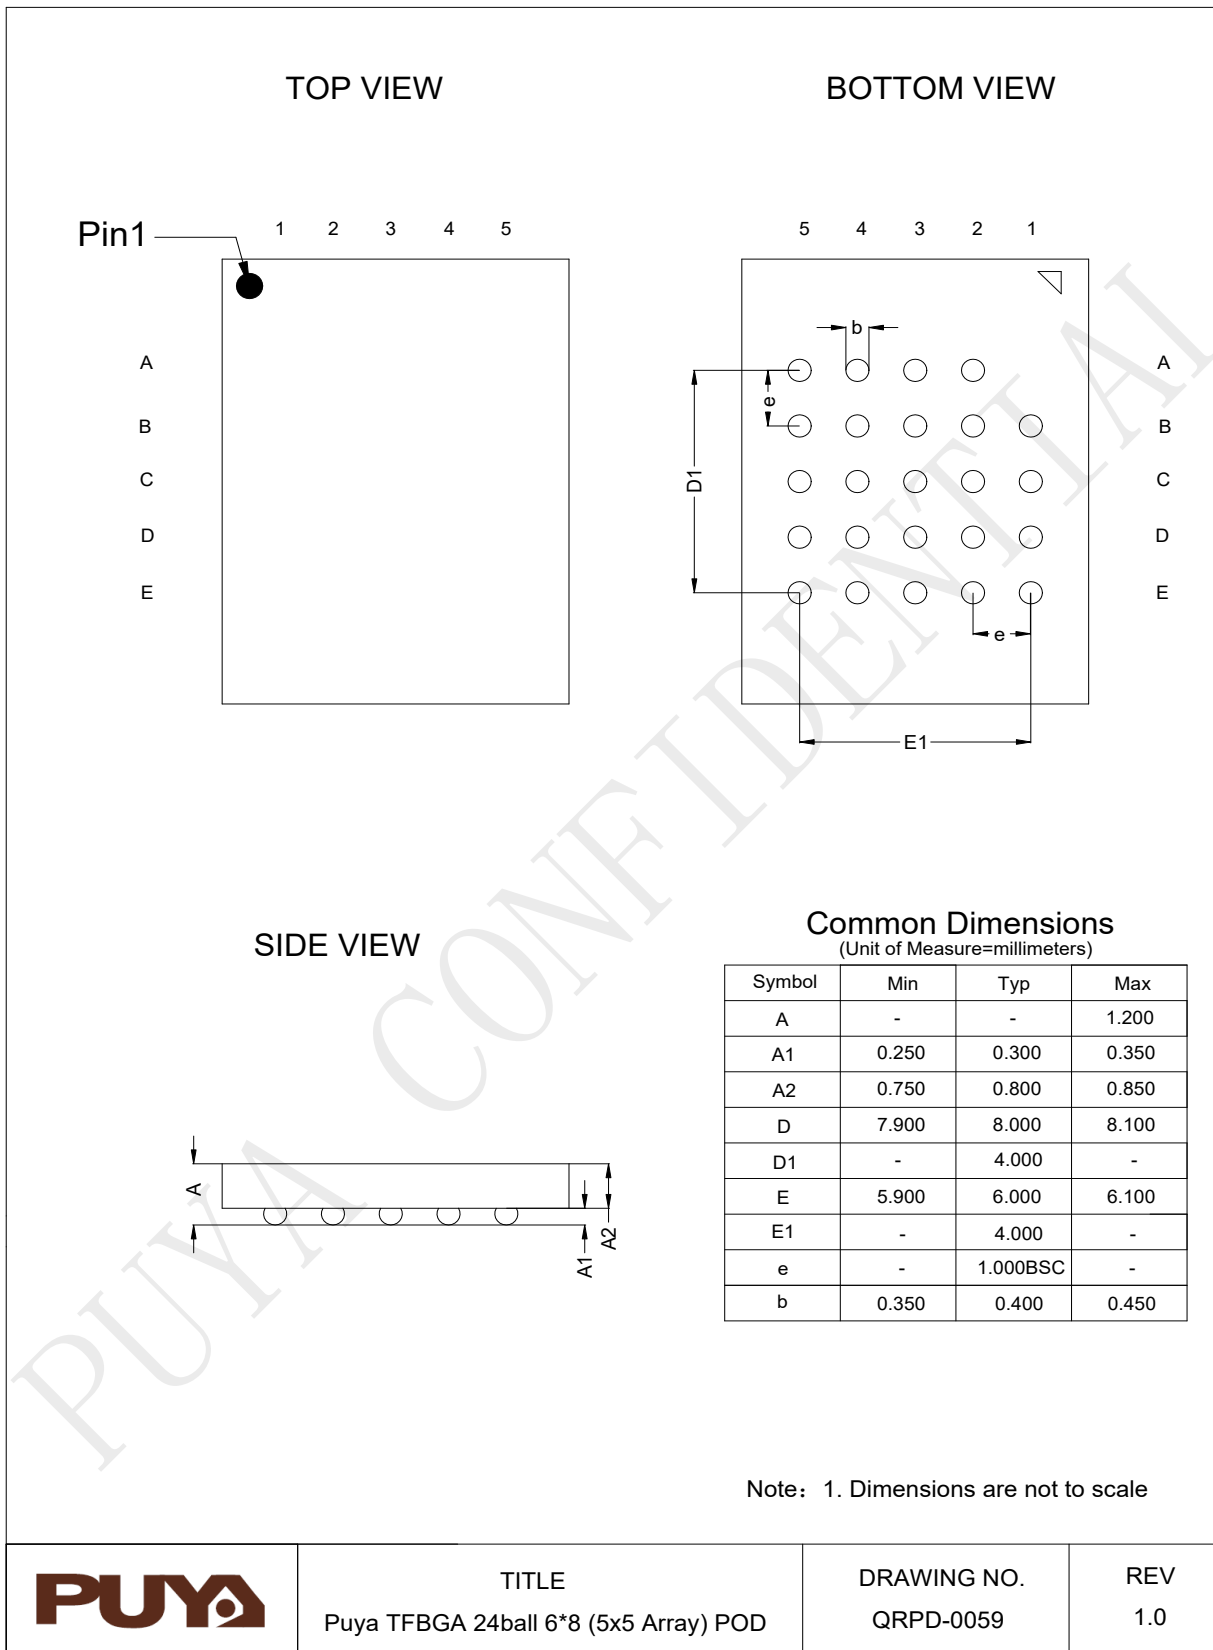 TOP VIEW
BOTTOM VIEW
Pin1
1 2 3 4 5
5 4 3 2 1
A
B
C
D
E
b
e
D1
e
E1
A
B
C
D
E
SIDE VIEW
A
A1
A2
Common Dimensions
(Unit of Measure=millimeters)
Symbol Min Typ Max
A - - 1.200
A1 0.250 0.300 0.350
A2 0.750 0.800 0.850
D 7.900 8.000 8.100
D1 - 4.000 -
E 5.900 6.000 6.100
E1 - 4.000 -
e - 1.000BSC -
b 0.350 0.400 0.450
Note: 1. Dimensions are not to scale
PUYA
TITLE
Puya TFBGA 24ball 6*8 (5x5 Array) POD
DRAWING NO.
QRPD-0059
REV
1.0
PUYA CONFIDENTIAL